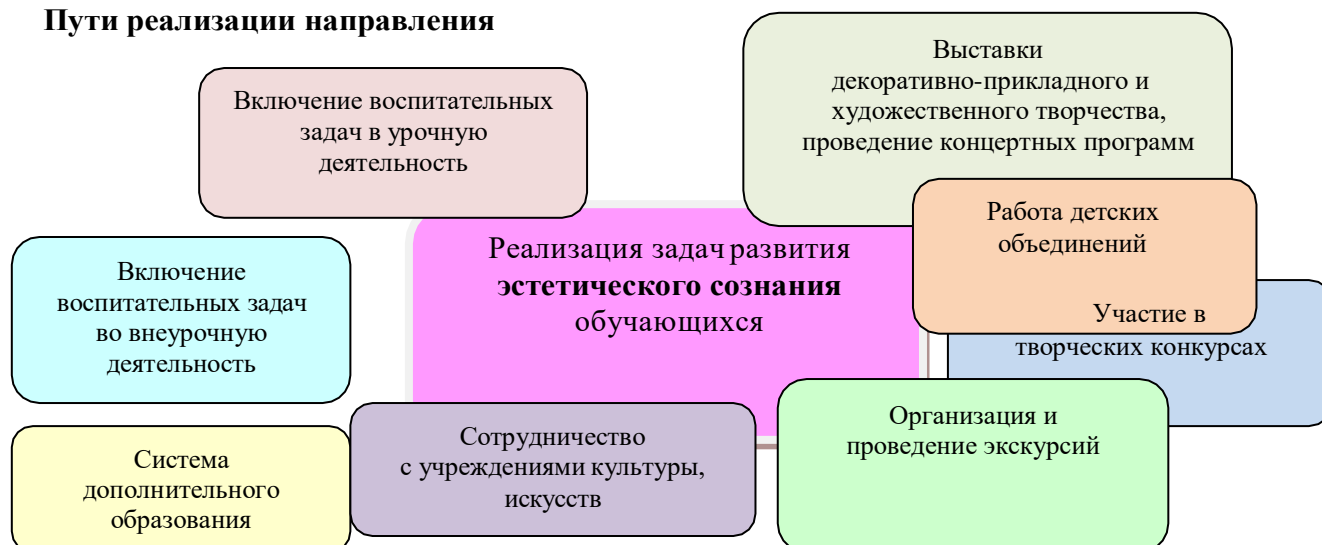 Пути реализации направления
Включение воспитательных
задач в урочную
деятельность
Выставки
декоративно-прикладного и
художественного творчества,
проведение концертных программ
Работа детских
объединений
Реализация задач развития
эстетического сознания
обучающихся
Включение
воспитательных задач
во внеурочную
деятельность
Участие в
творческих конкурсах
Организация и
проведение экскурсий
Сотрудничество
с учреждениями культуры,
искусств
Система
дополнительного
образования